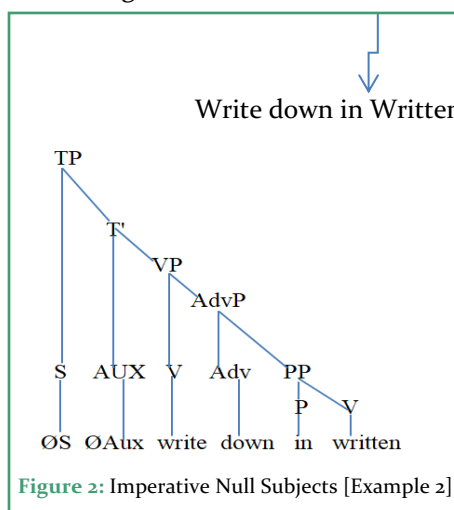 Write down in Written
TP
T'
VP
AdvP
S AUX V Adv PP
P V
ØS ØAux write down in written
Figure 2: Imperative Null Subjects [Example 2]